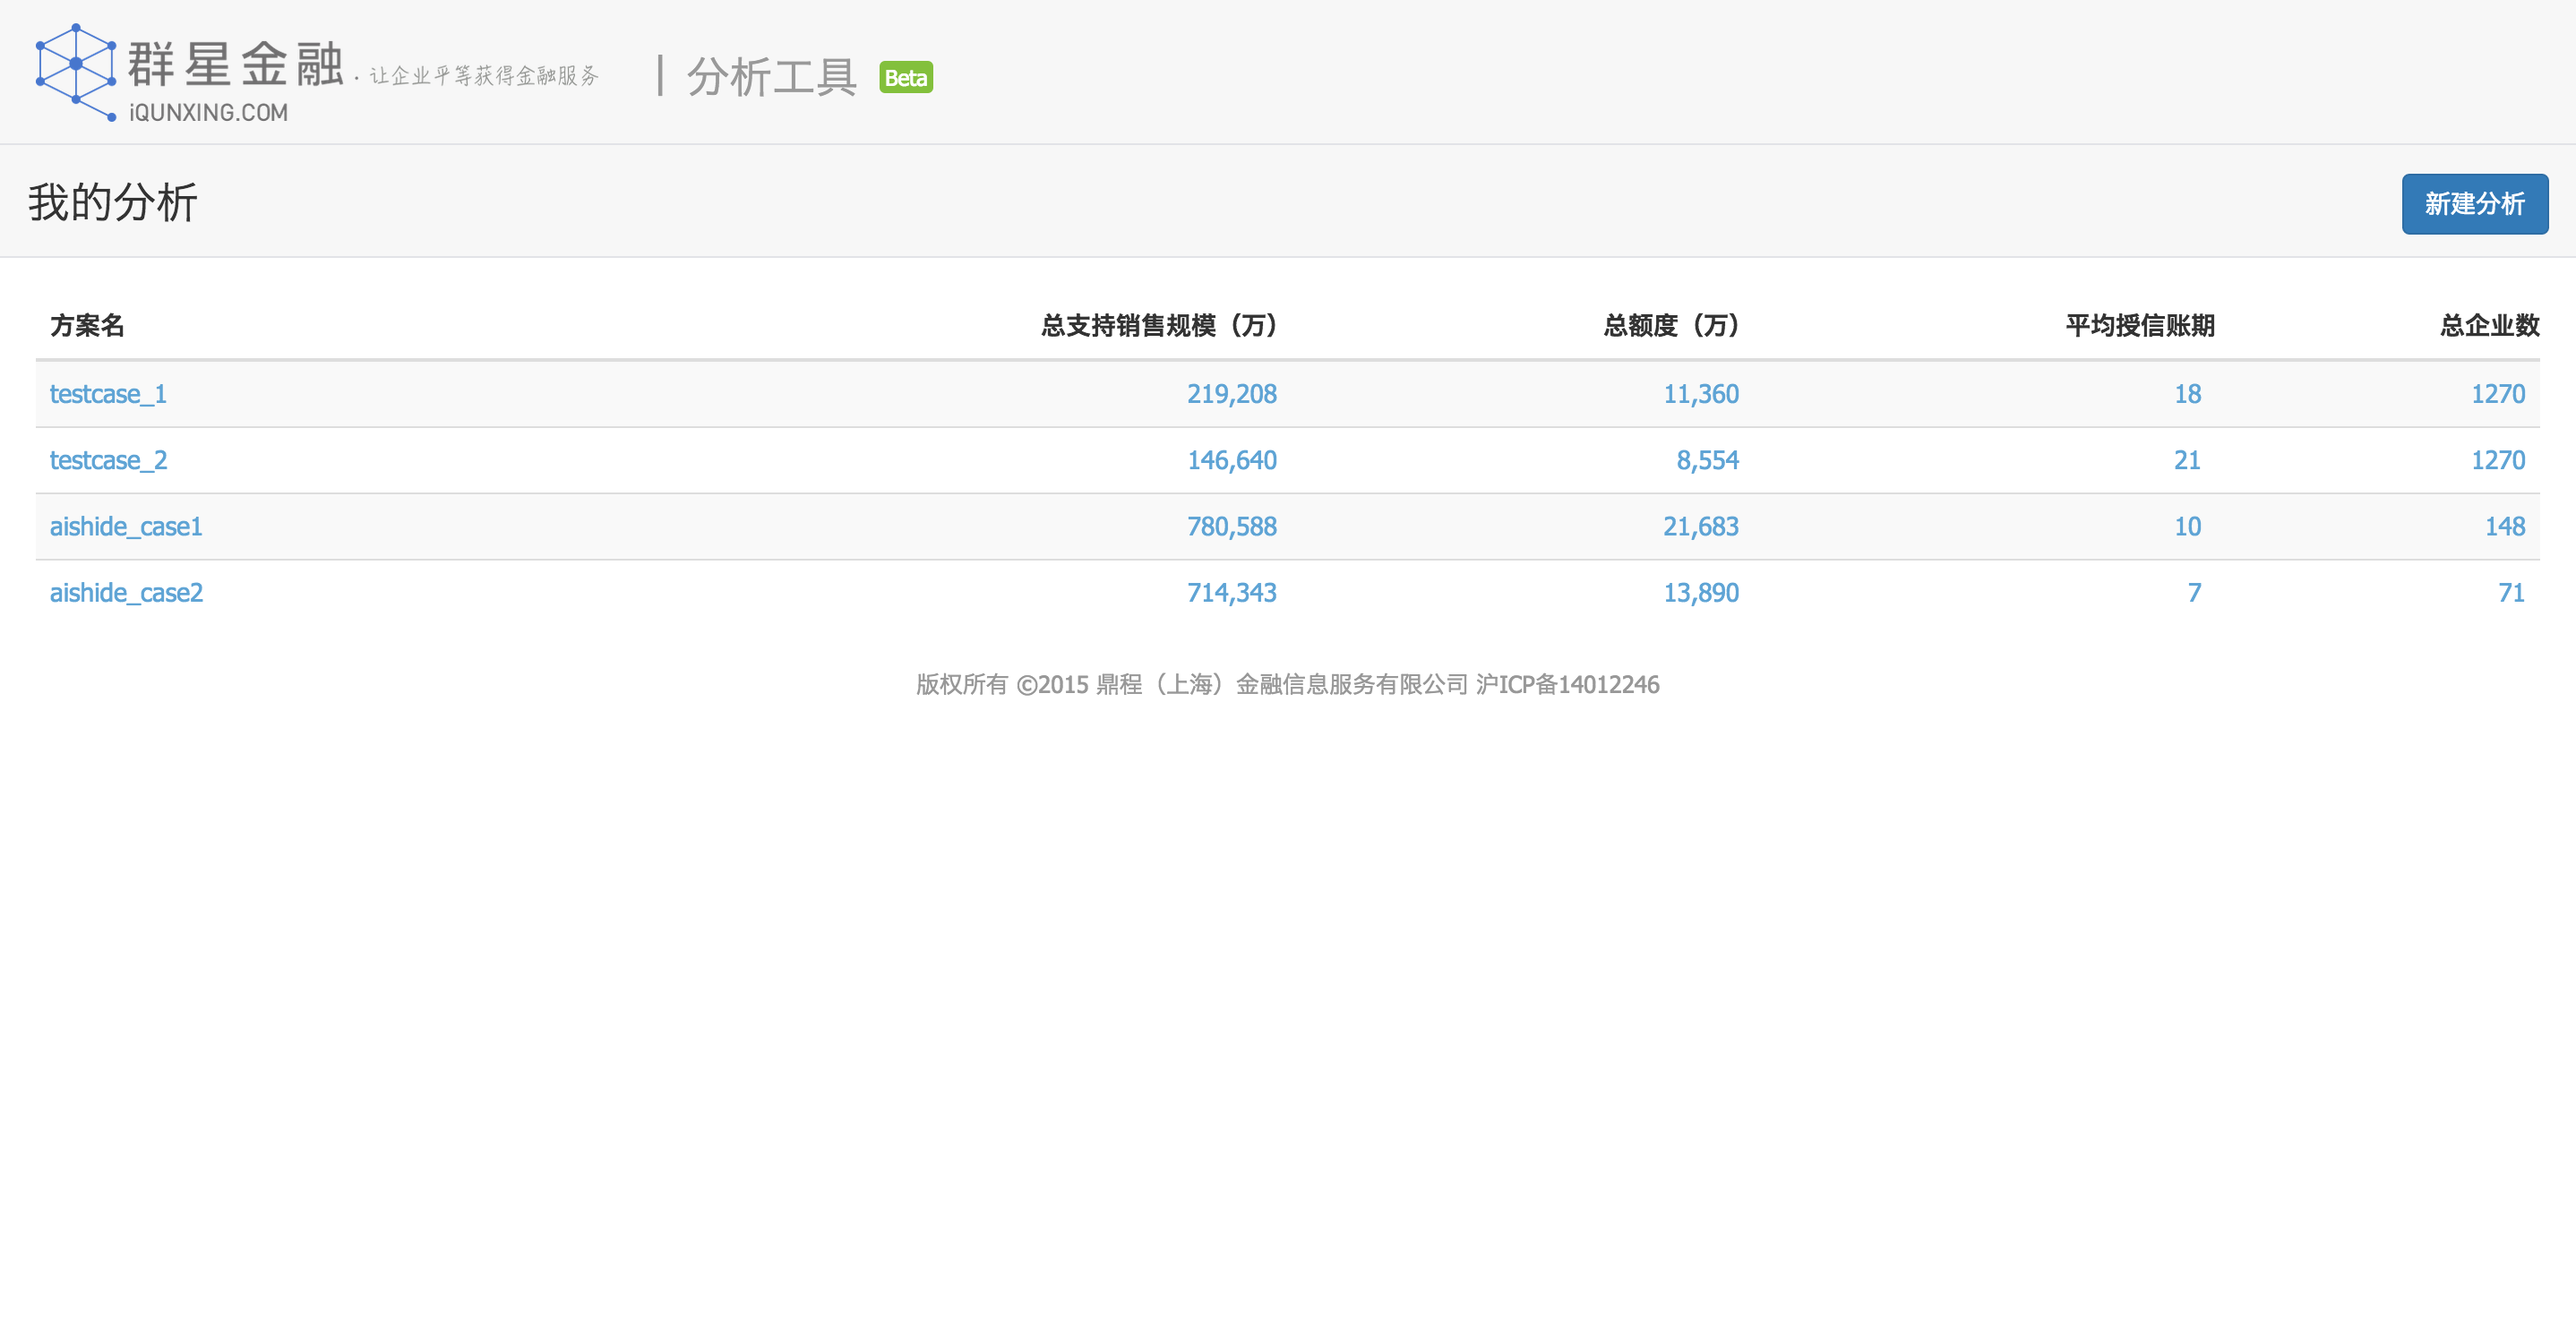 群星金融 · 让企业平等获得金融服务 | 分析工具 Beta
iQUNXING.COM
我的分析 新建分析
方案名 总支持销售规模（万） 总额度（万） 平均授信账期 总企业数
testcase_1 219,208 11,360 18 1270
testcase_2 146,640 8,554 21 1270
aishide_case1 780,588 21,683 10 148
aishide_case2 714,343 13,890 7 71
版权所有 ©2015 鼎程（上海）金融信息服务有限公司 沪ICP备14012246